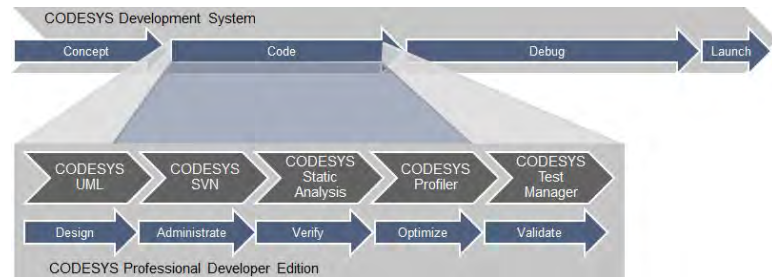 CODESYS Development System
Concept
Code
Debug
Launch
CODESYS
UML
CODESYS
SVN
CODESYS
Static
Analysis
CODESYS
Profiler
CODESYS
Test
Manager
Design
Administrate
Verify
Optimize
Validate
CODESYS Professional Developer Edition